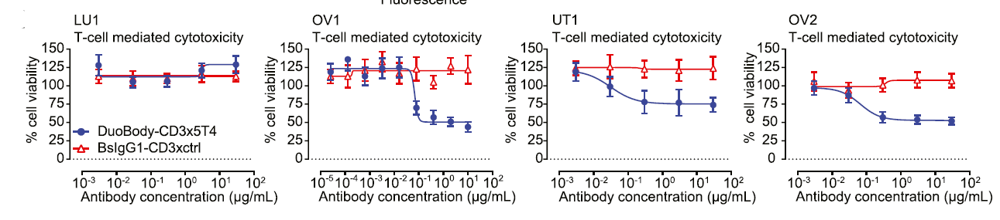 Fluorescence
LU1
T-cell mediated cytotoxicity
% cell viability
150
125
100
75
50
25
0
DuoBody-CD3x5T4
BsIgG1-CD3xctrl
10-3 10-2 10-1 100 101 102
Antibody concentration (µg/mL)
OV1
T-cell mediated cytotoxicity
% cell viability
150
125
100
75
50
25
0
10-5 10-4 10-3 10-2 10-1 100 101 102
Antibody concentration (µg/mL)
UT1
T-cell mediated cytotoxicity
% cell viability
150
125
100
75
50
25
0
10-3 10-2 10-1 100 101 102
Antibody concentration (µg/mL)
OV2
T-cell mediated cytotoxicity
% cell viability
150
125
100
75
50
25
0
10-3 10-2 10-1 100 101 102
Antibody concentration (µg/mL)